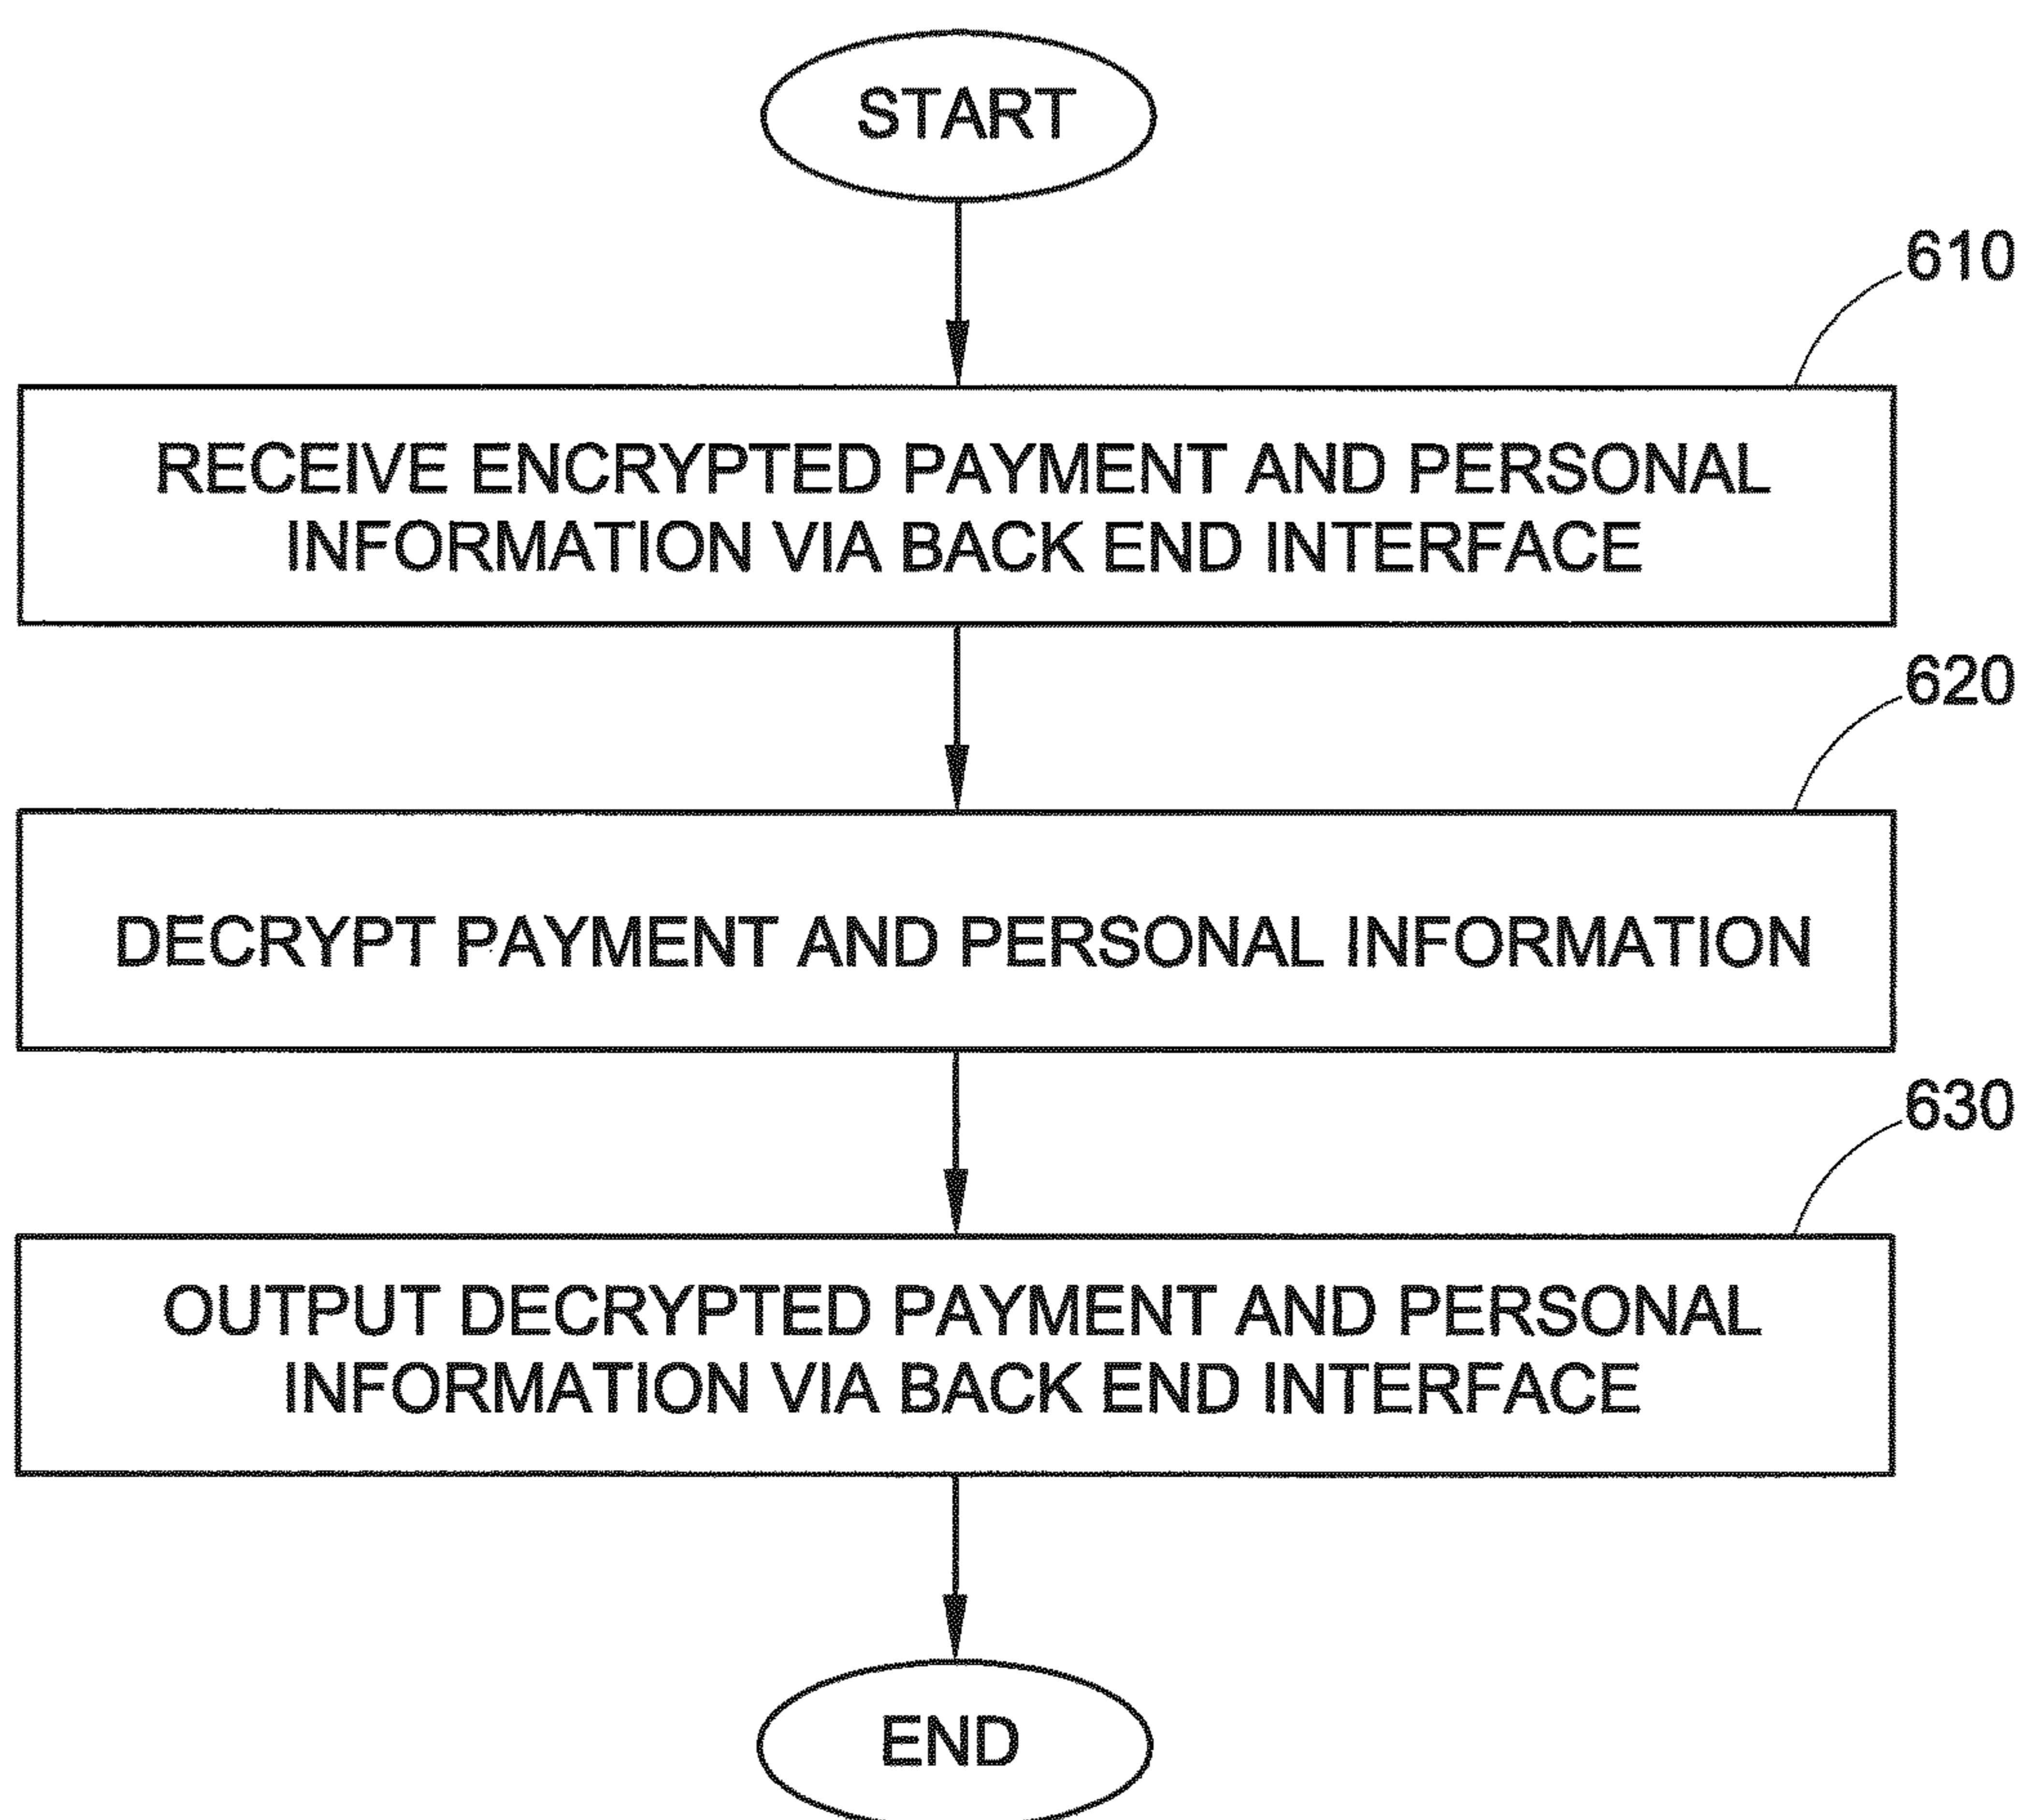 START
610
RECEIVE ENCRYPTED PAYMENT AND PERSONAL
INFORMATION VIA BACK END INTERFACE
620
DECRYPT PAYMENT AND PERSONAL INFORMATION
630
OUTPUT DECRYPTED PAYMENT AND PERSONAL
INFORMATION VIA BACK END INTERFACE
END